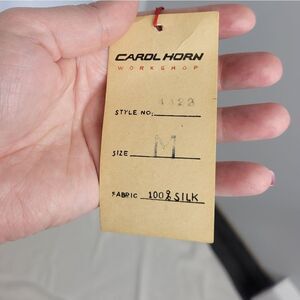 CAROL HORN
WORKSHOP
STYLE NO:
SIZE M
FABRIC 100% SILK